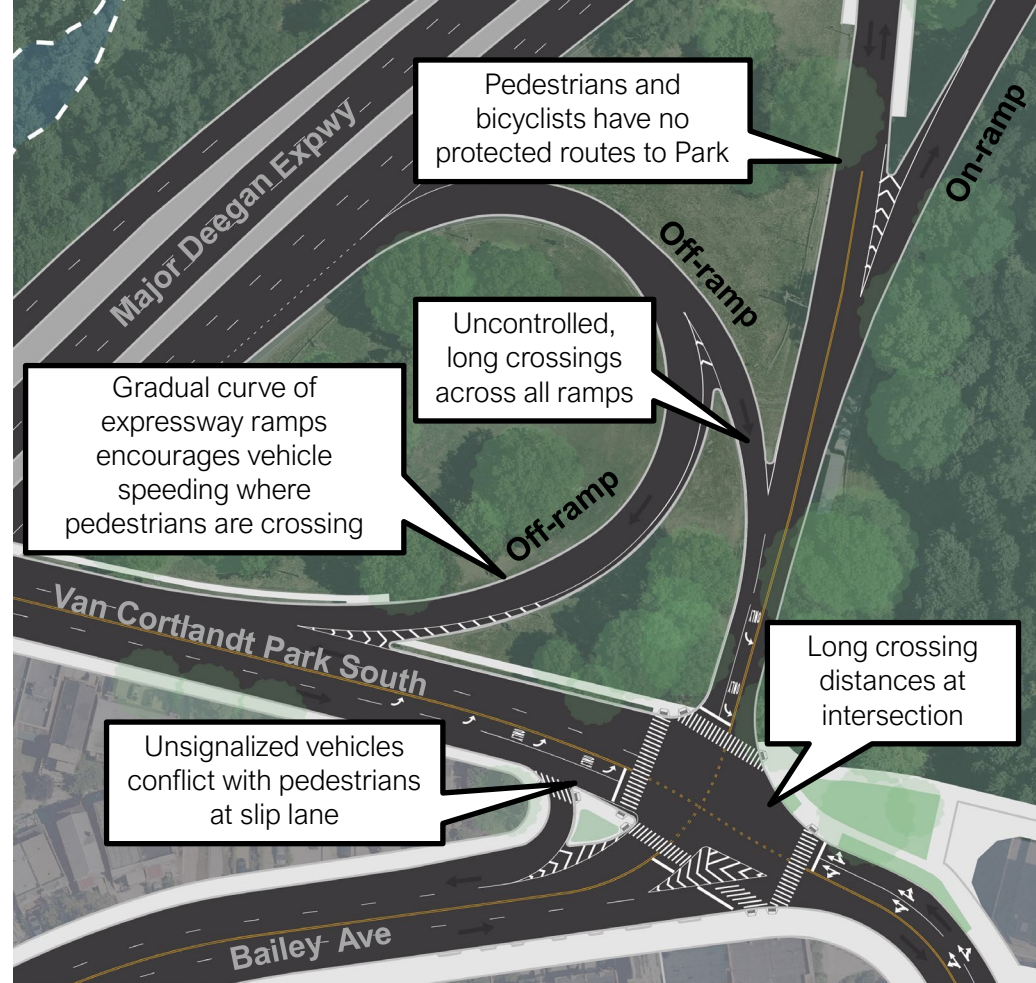 Pedestrians and
bicyclists have no
protected routes to Park
On-ramp
Major Deegan Expwy
Off-ramp
Uncontrolled,
long crossings
across all ramps
Gradual curve of
expressway ramps
encourages vehicle
speeding where
pedestrians are crossing
Off-ramp
Van Cortlandt Park South
Long crossing
distances at
intersection
Unsignalized vehicles
conflict with pedestrians
at slip lane
Bailey Ave